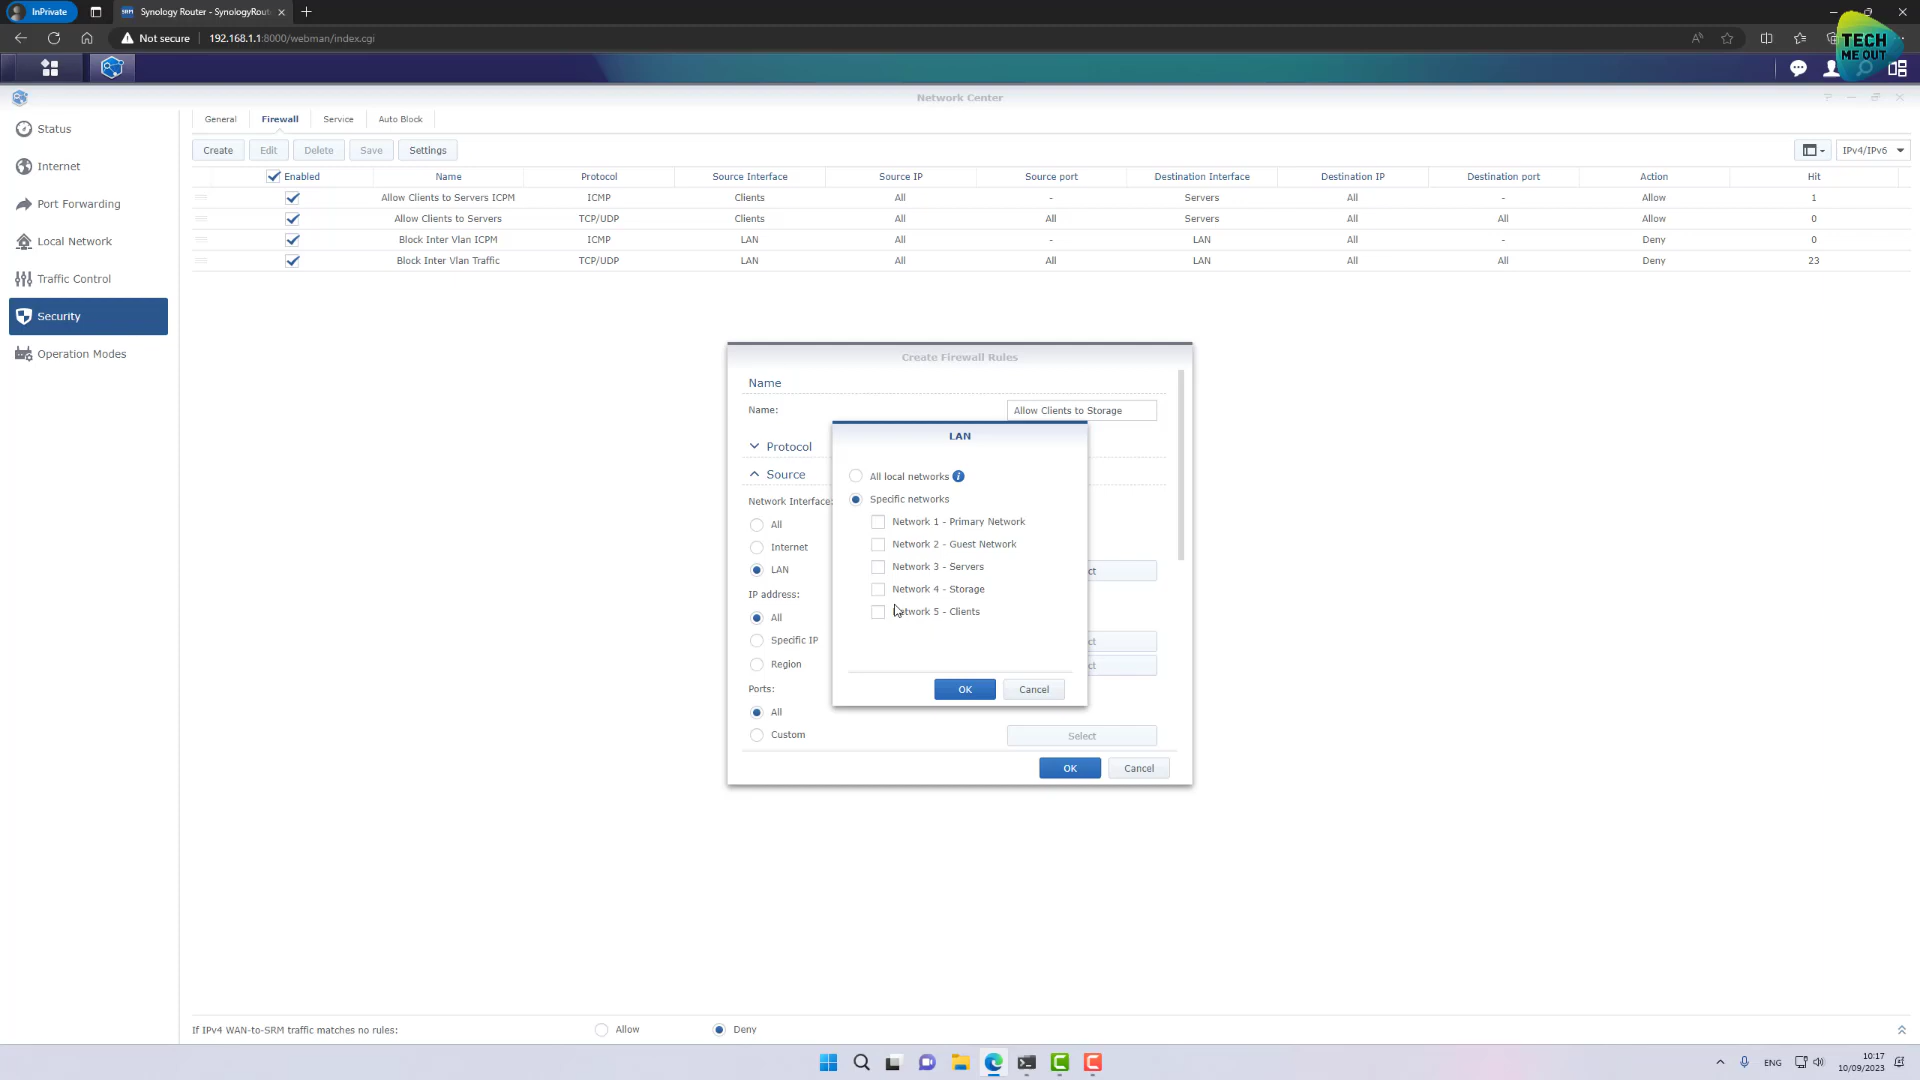 InPrivate
Synology Router - SynologyRou
Not secure
192.168.1.1:8000/webman/index.cgi
TECH
ME OUT
Network Center
Status
Internet
Port Forwarding
Local Network
Traffic Control
Security
Operation Modes
General Firewall Service Auto Block
Create Edit Delete Save Settings
IPv4/IPv6
Enabled Name Protocol Source Interface Source IP Source port Destination Interface Destination IP Destination port Action Hit
Allow Clients to Servers ICPM ICMP Clients All - Servers All - Allow 1
Allow Clients to Servers TCP/UDP Clients All All Servers All All Allow 0
Block Inter Vlan ICPM ICMP LAN All - LAN All - Deny 0
Block Inter Vlan Traffic TCP/UDP LAN All All LAN All All Deny 23
Create Firewall Rules
Name
Name: Allow Clients to Storage
Protocol
Source
Network Interface:
All
Internet
LAN
IP address:
All
Specific IP
Region
Ports:
All
Custom
Select
OK Cancel
LAN
All local networks
Specific networks
Network 1 - Primary Network
Network 2 - Guest Network
Network 3 - Servers
Network 4 - Storage
Network 5 - Clients
OK Cancel
If IPv4 WAN-to-SRM traffic matches no rules: Allow Deny
ENG
10:17
10/09/2023